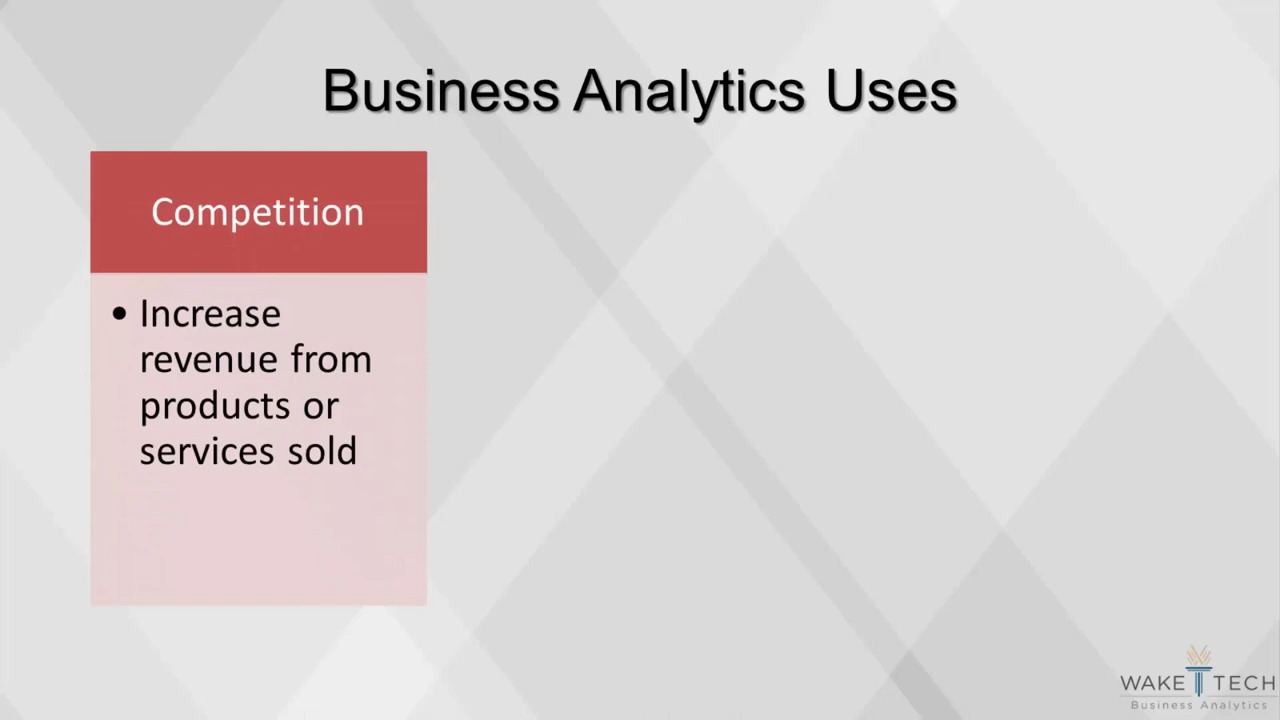 Business Analytics Uses
Competition
• Increase
revenue from
products or
services sold
WAKE TECH
Business Analytics